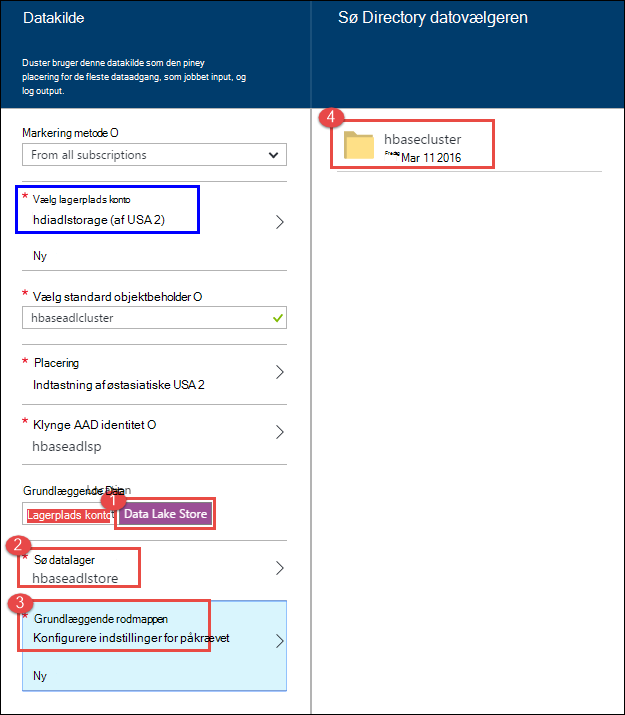 Datakilde
Duster bruger denne datakilde som den piney
placering for de fleste dataadgang, som jobbet input, og
log output.
Markering metode O
From all subscriptions
* Vælg lagerplads konto
hdiadlstorage (af USA 2)
Ny
* Vælg standard objektbeholder O
hbaseadlcluster
* Placering
Indtastning af østasiatiske USA 2
* Klynge AAD identitet O
hbaseadlsp
Grundlæggende Data
Location
1
Lagerplads konto
Data Lake Store
2
* Sø datalager
hbaseadlstore
3
* Grundlæggende rodmappen
Konfigurere indstillinger for påkrævet
Ny
Sø Directory datovælgeren
4
hbasecluster
Fredag
Mar 11 2016